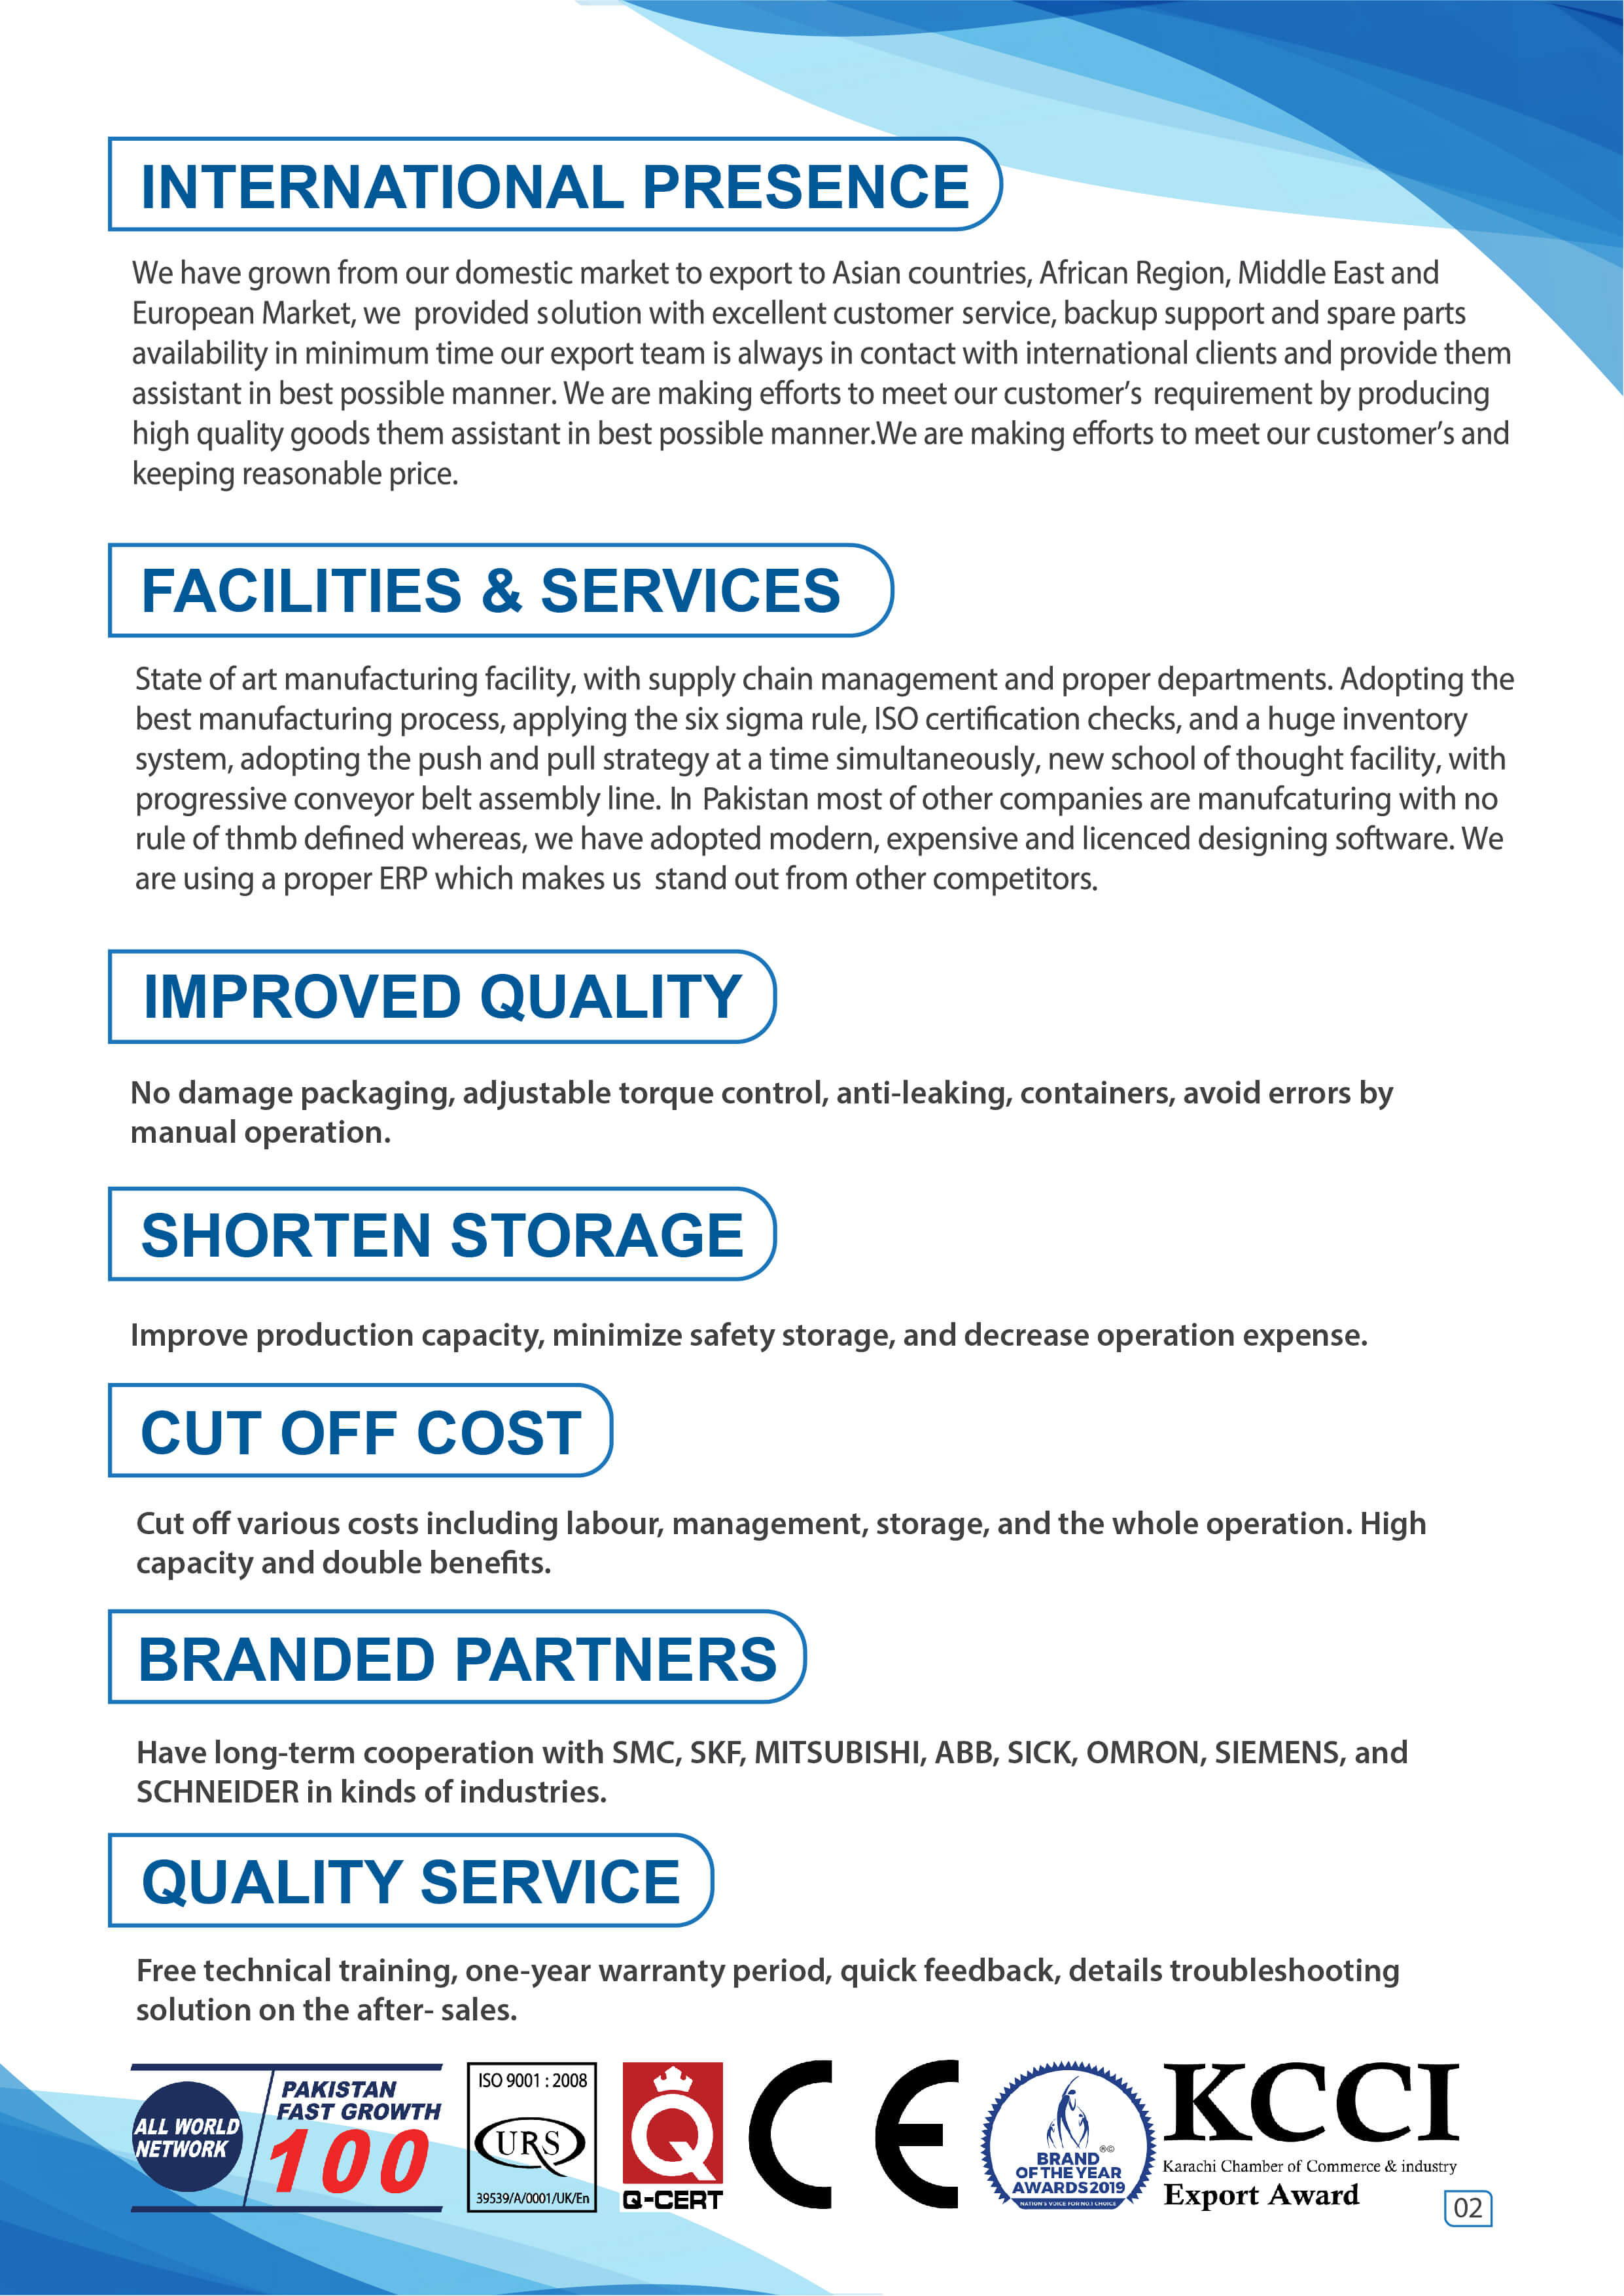 INTERNATIONAL PRESENCE
We have grown from our domestic market to export to Asian countries, African Region, Middle East and
European Market, we provided solution with excellent customer service, backup support and spare parts
availability in minimum time our export team is always in contact with international clients and provide them
assistant in best possible manner. We are making efforts to meet our customer's requirement by producing
high quality goods them assistant in best possible manner.We are making efforts to meet our customer's and
keeping reasonable price.
FACILITIES & SERVICES
State of art manufacturing facility, with supply chain management and proper departments. Adopting the
best manufacturing process, applying the six sigma rule, ISO certification checks, and a huge inventory
system, adopting the push and pull strategy at a time simultaneously, new school of thought facility, with
progressive conveyor belt assembly line. In Pakistan most of other companies are manufcaturing with no
rule of thmb defined whereas, we have adopted modern, expensive and licenced designing software. We
are using a proper ERP which makes us stand out from other competitors.
IMPROVED QUALITY
No damage packaging, adjustable torque control, anti-leaking, containers, avoid errors by
manual operation.
SHORTEN STORAGE
Improve production capacity, minimize safety storage, and decrease operation expense.
CUT OFF COST
Cut off various costs including labour, management, storage, and the whole operation. High
capacity and double benefits.
BRANDED PARTNERS
Have long-term cooperation with SMC, SKF, MITSUBISHI, ABB, SICK, OMRON, SIEMENS, and
SCHNEIDER in kinds of industries.
QUALITY SERVICE
Free technical training, one-year warranty period, quick feedback, details troubleshooting
solution on the after- sales.
ALL WORLD
NETWORK
PAKISTAN
FAST GROWTH
100
ISO 9001 : 2008
URS
39539/A/0001/UK/En
Q
Q-CERT
CE
®©
BRAND
OF THE YEAR
AWARDS 2019
NATION'S VOICE FOR NO.1 CHOICE
KCCI
Karachi Chamber of Commerce & industry
Export Award
02